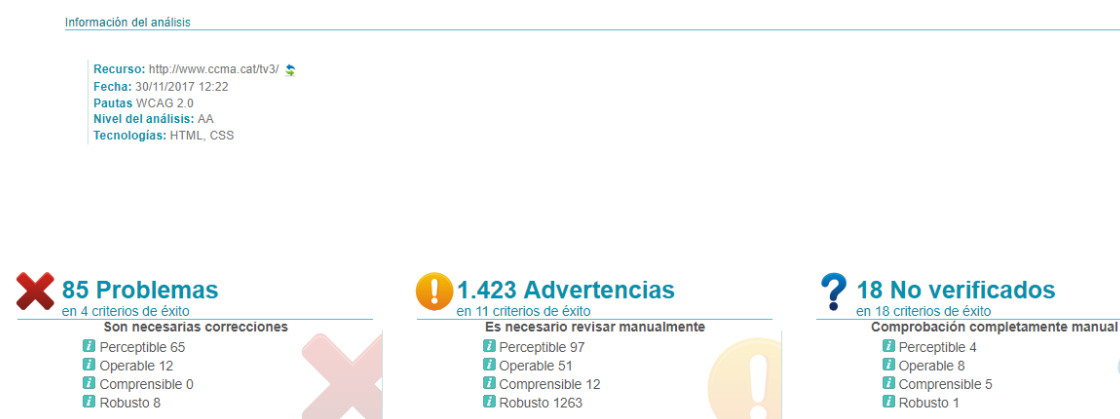 Información del análisis
Recurso: http://www.ccma.cat/tv3/
Fecha: 30/11/2017 12:22
Pautas WCAG 2.0
Nivel del análisis: AA
Tecnologías: HTML, CSS
85 Problemas
en 4 criterios de éxito
Son necesarias correcciones
Perceptible 65
Operable 12
Comprensible 0
Robusto 8
1.423 Advertencias
en 11 criterios de éxito
Es necesario revisar manualmente
Perceptible 97
Operable 51
Comprensible 12
Robusto 1263
18 No verificados
en 18 criterios de éxito
Comprobación completamente manual
Perceptible 4
Operable 8
Comprensible 5
Robusto 1